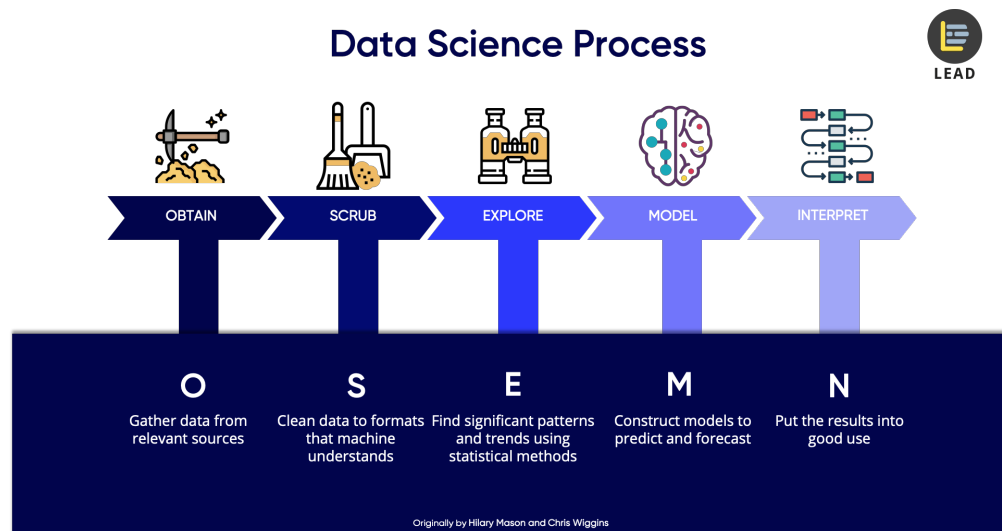 Data Science Process
LEAD
OBTAIN
SCRUB
EXPLORE
MODEL
INTERPRET
O
Gather data from
relevant sources
S
Clean data to formats
that machine
understands
E
Find significant patterns
and trends using
statistical methods
M
Construct models to
predict and forecast
N
Put the results into
good use
Originally by Hilary Mason and Chris Wiggins